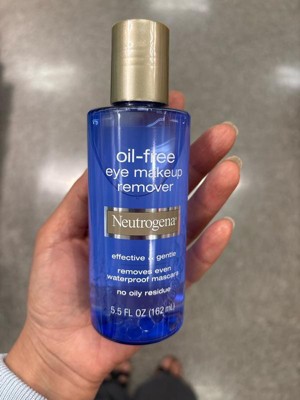 oil-free
eye makeup
remover
Neutrogena®
effective & gentle
removes even
waterproof mascara
no oily residue
5.5 FL OZ (162 mL)